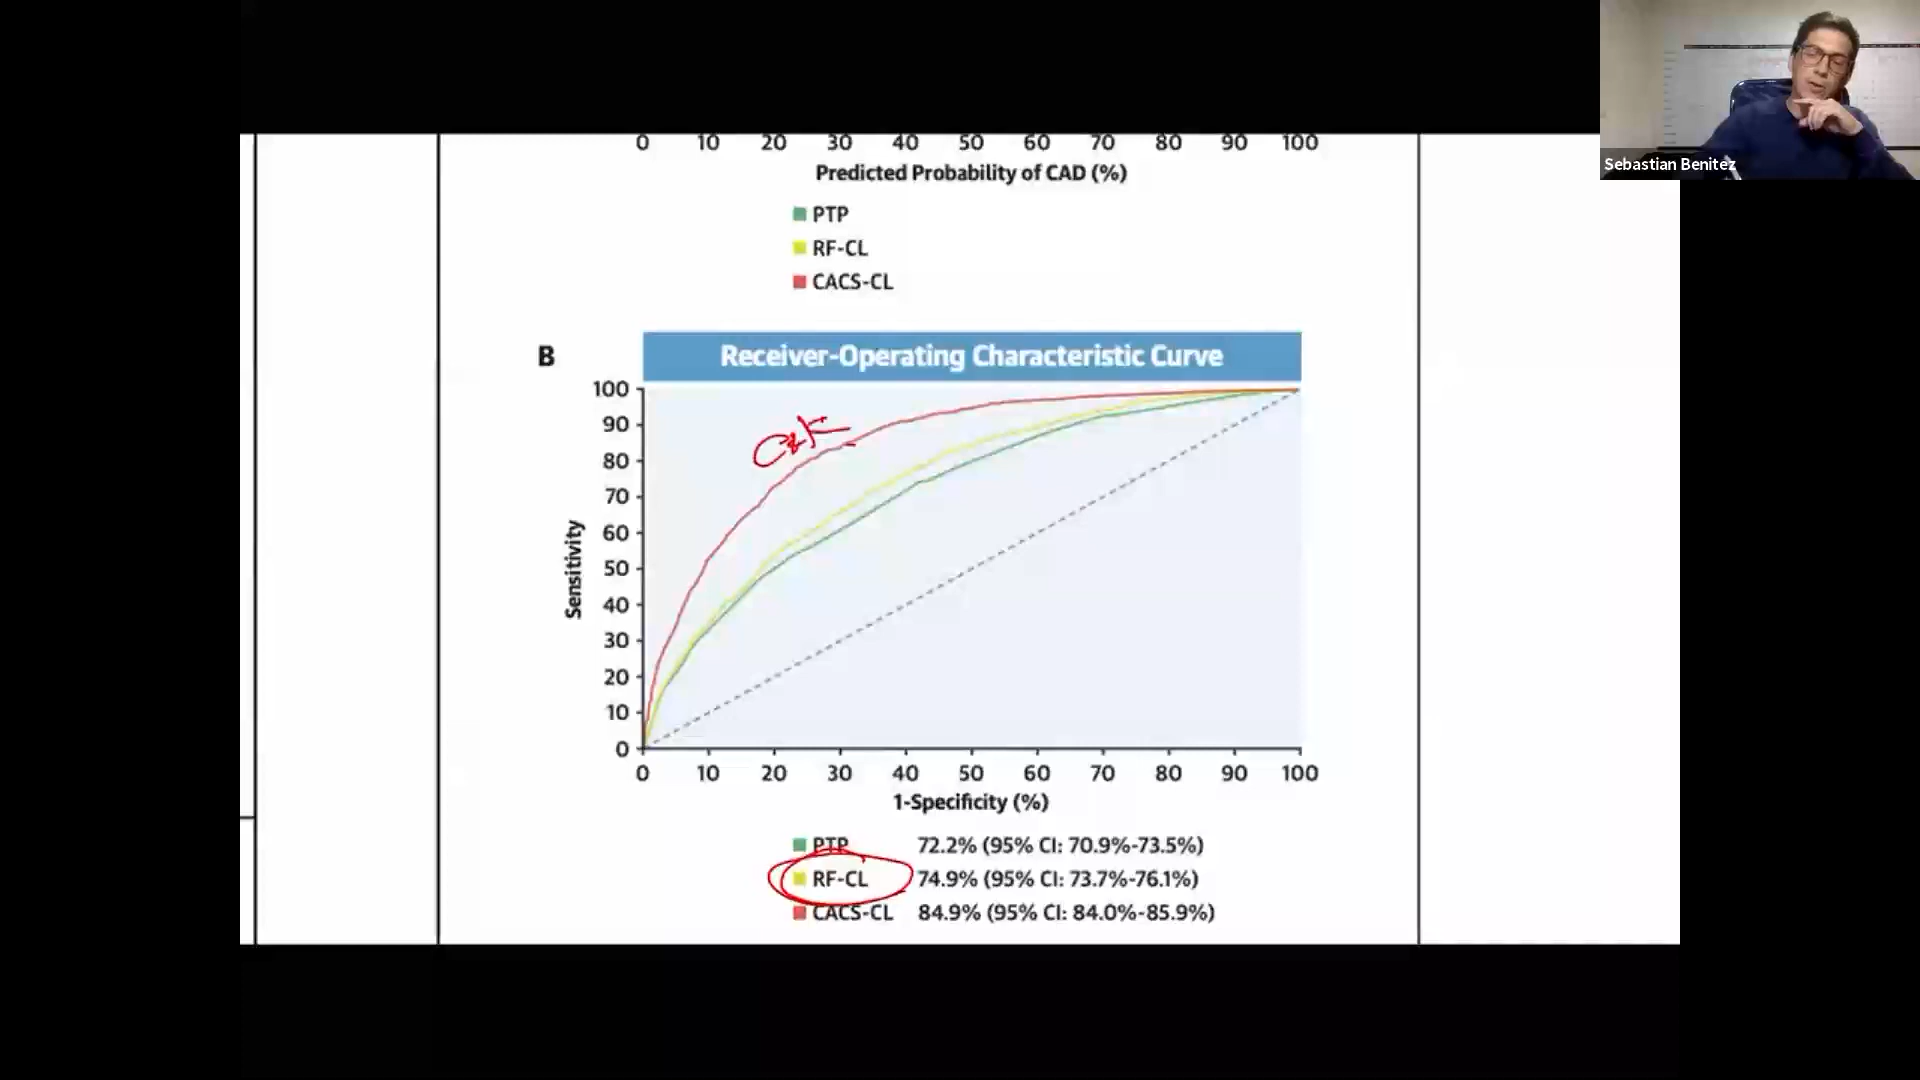 Sebastian Benitez
0 10 20 30 40 50 60 70 80 90 100
Predicted Probability of CAD (%)
PTP
RF-CL
CACS-CL
B
Receiver-Operating Characteristic Curve
100
90
80
70
60
50
40
30
20
10
0
Sensitivity
0 10 20 30 40 50 60 70 80 90 100
1-Specificity (%)
PTP 72.2% (95% CI: 70.9%-73.5%)
RF-CL 74.9% (95% CI: 73.7%-76.1%)
CACS-CL 84.9% (95% CI: 84.0%-85.9%)